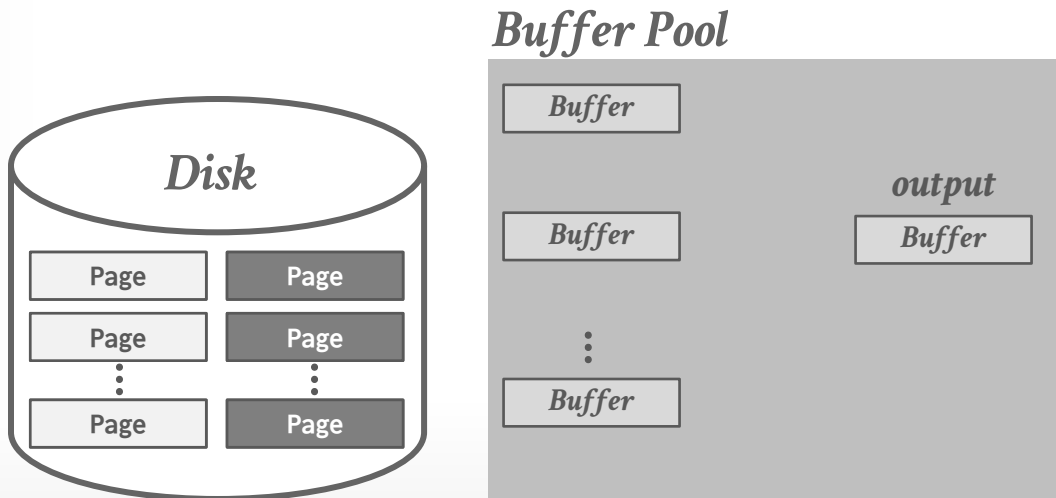 Buffer Pool
Disk
Page Page
Page Page
Page Page
Buffer
Buffer
Buffer
output
Buffer